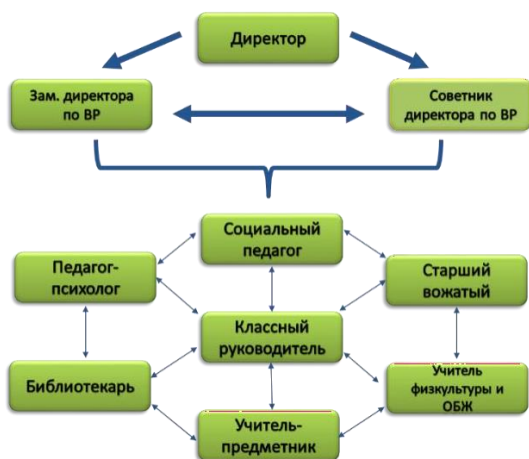 Директор
Зам. директора
по ВР
Советник
директора по ВР
Социальный
педагог
Педагог-
психолог
Старший
вожатый
Классный
руководитель
Библиотекарь
Учитель
физкультуры и
ОБЖ
Учитель-
предметник